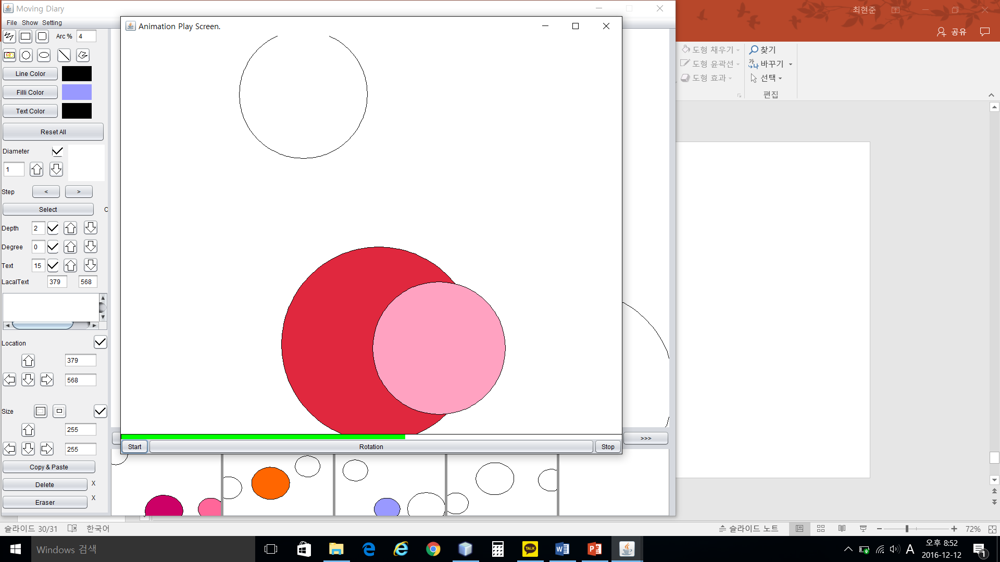 Moving Diary
최현준
File Show Setting
Animation Play Screen.
공유
Arc % 4
도형 채우기
찾기
도형 윤곽선
바꾸기
도형 효과
선택
편집
Line Color
Filli Color
Text Color
Reset All
Diameter
1
Step < >
Select C
Depth 2
Degree 0
Text 15
LacalText 379 568
Location
379
568
Size
255
255
>>>
Start Rotation Stop
Copy & Paste
Delete X
Eraser X
슬라이드 30/31 한국어
슬라이드 노트 72%
Windows 검색
TALK
A
오후 8:52
2016-12-12
1